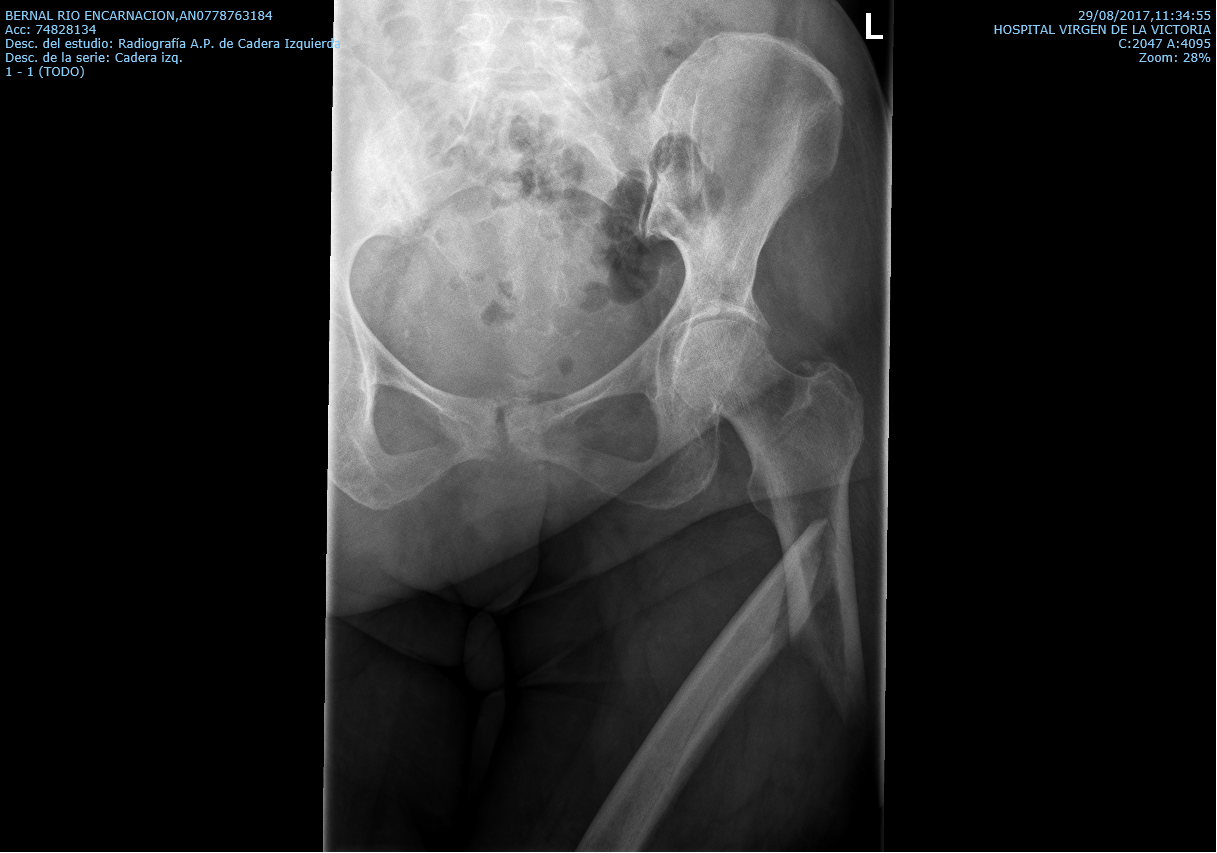 BERNAL RIO ENCARNACION,AN0778763184
Acc: 74828134
Desc. del estudio: Radiografía A.P. de Cadera Izquierda
Desc. de la serie: Cadera izq.
1 - 1 (TODO)
29/08/2017,11:34:55
HOSPITAL VIRGEN DE LA VICTORIA
C:2047 A:4095
Zoom: 28%
L